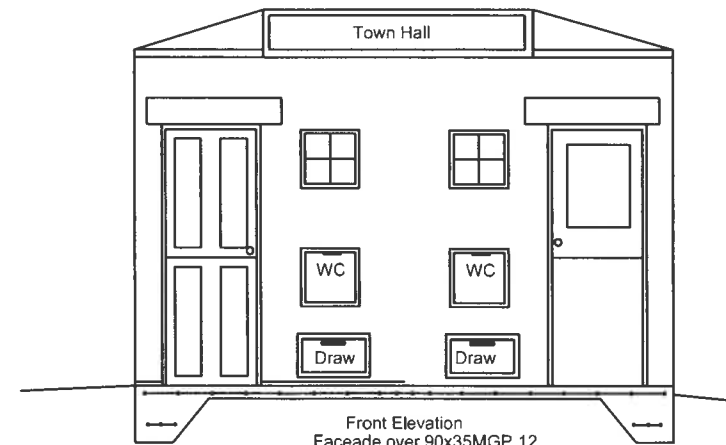 Town Hall
WC WC
Draw Draw
Front Elevation
Faceade over 90x35MGP 12